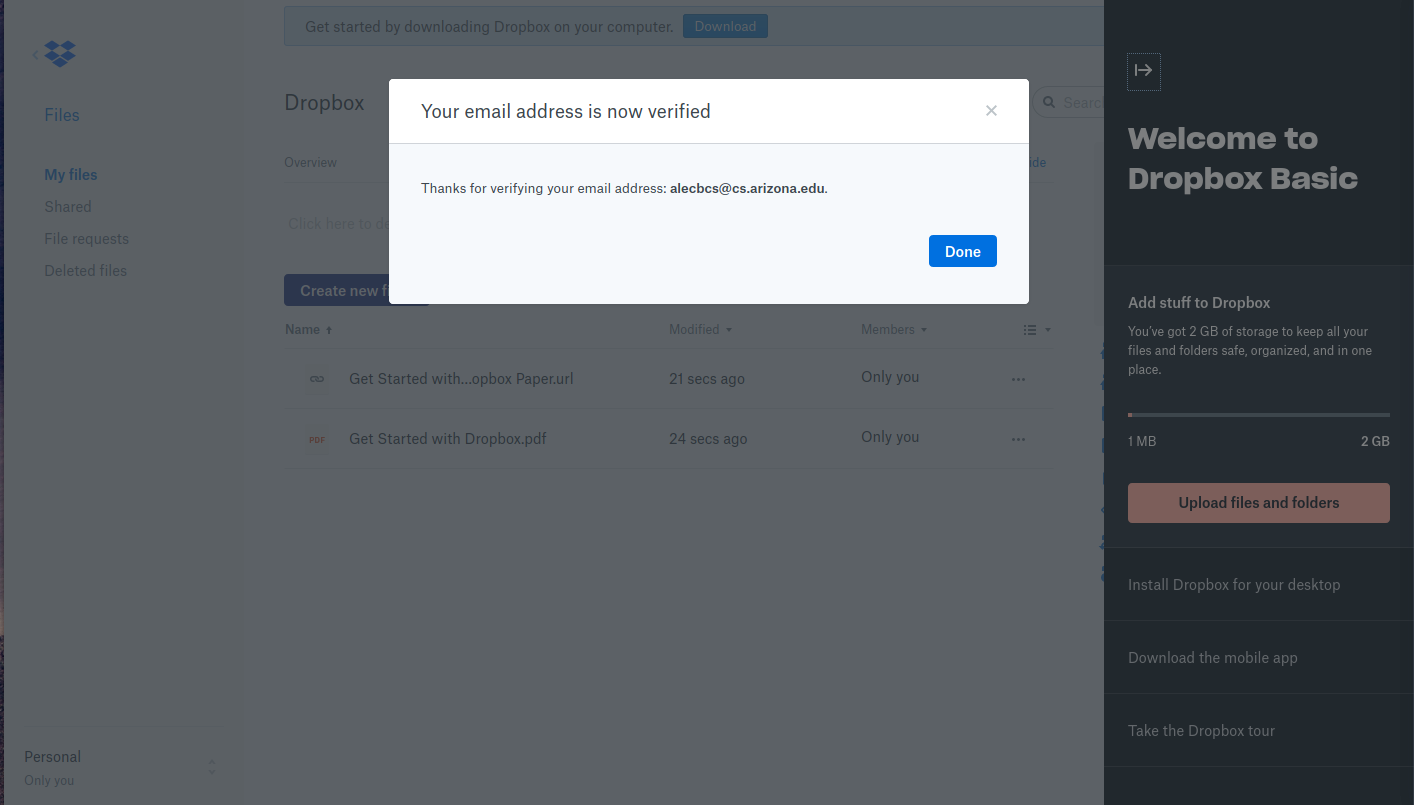 Get started by downloading Dropbox on your computer. Download
Files
My files
Shared
File requests
Deleted files
Personal
Only you
Dropbox
Search
Overview
ide
Click here to de
Create new fi
Your email address is now verified
Thanks for verifying your email address: alecbcs@cs.arizona.edu.
Done
Name Modified Members
Get Started with...opbox Paper.url 21 secs ago Only you
PDF Get Started with Dropbox.pdf 24 secs ago Only you
Welcome to
Dropbox Basic
Add stuff to Dropbox
You've got 2 GB of storage to keep all your
files and folders safe, organized, and in one
place.
1 MB 2 GB
Upload files and folders
Install Dropbox for your desktop
Download the mobile app
Take the Dropbox tour